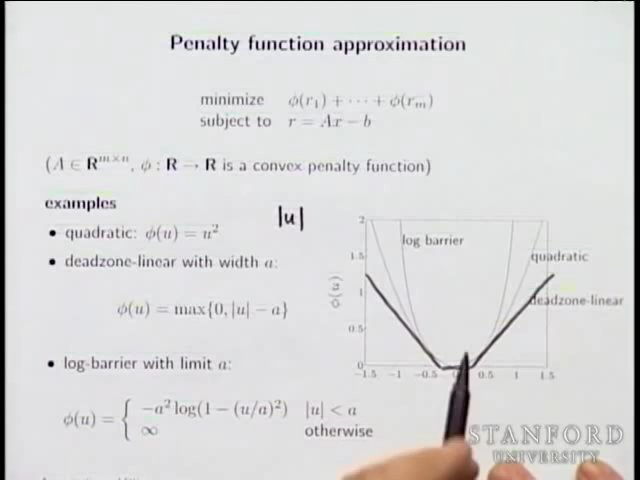 Penalty function approximation
minimize φ(r₁) + ··· + φ(rₘ)
subject to r = Ax − b
(A ∈ R^{m×n}, φ : R → R is a convex penalty function)
examples
|u|
• quadratic: φ(u) = u²
• deadzone-linear with width a:
φ(u) = max{0, |u| − a}
• log-barrier with limit a:
φ(u) = { −a² log(1 − (u/a)²) |u| < a
∞ otherwise
2
log barrier
1.5
quadratic
φ(u)
1
deadzone-linear
0.5
0
−1.5 −1 −0.5 0.5 1 1.5
STANFORD
UNIVERSITY